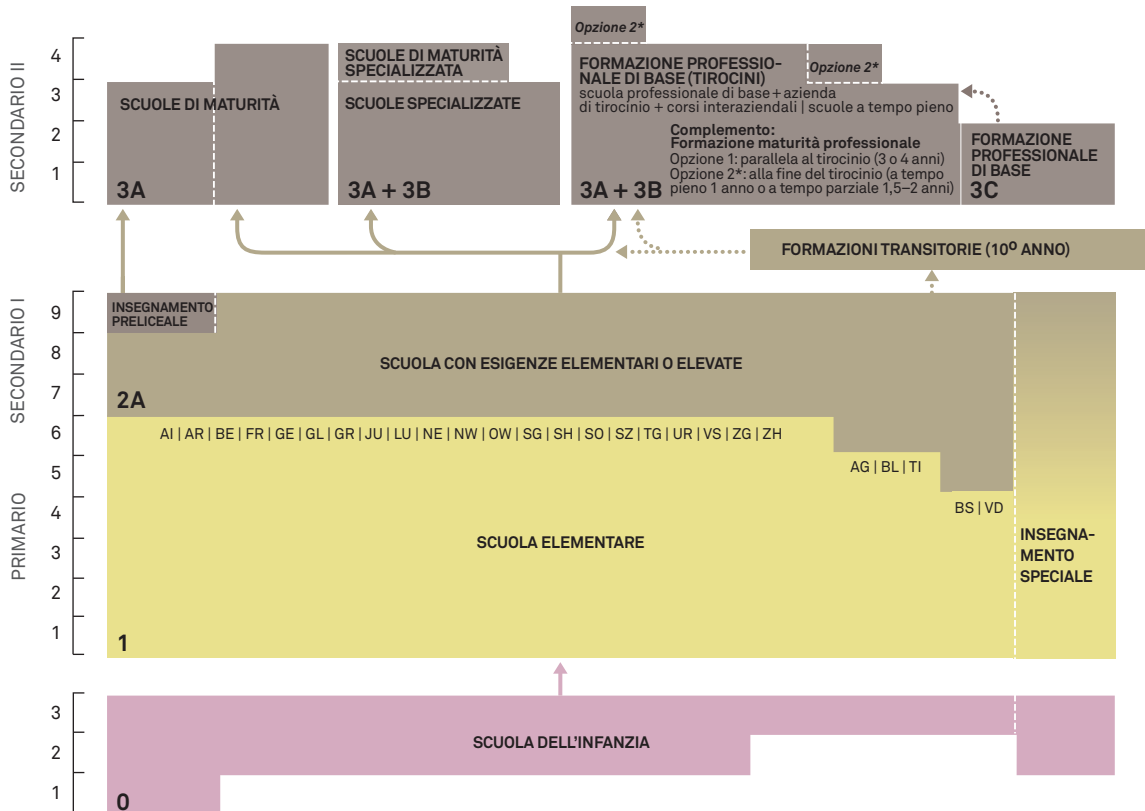 SECONDARIO II
4
3
2
1
SCUOLE DI MATURITÀ
3A
SCUOLE DI MATURITÀ
SPECIALIZZATA
SCUOLE SPECIALIZZATE
3A + 3B
Opzione 2*
FORMAZIONE PROFESSIO-
NALE DI BASE (TIROCINI)
scuola professionale di base + azienda
di tirocinio + corsi interaziendali | scuole a tempo pieno
Opzione 2*
Complemento:
Formazione maturità professionale
Opzione 1: parallela al tirocinio (3 o 4 anni)
Opzione 2*: alla fine del tirocinio (a tempo
pieno 1 anno o a tempo parziale 1,5–2 anni)
3A + 3B
FORMAZIONE
PROFESSIONALE
DI BASE
3C
FORMAZIONI TRANSITORIE (10º ANNO)
SECONDARIO I
9
8
7
INSEGNAMENTO
PRELICEALE
SCUOLA CON ESIGENZE ELEMENTARI O ELEVATE
2A
PRIMARIO
6
5
4
3
2
1
AI | AR | BE | FR | GE | GL | GR | JU | LU | NE | NW | OW | SG | SH | SO | SZ | TG | UR | VS | ZG | ZH
AG | BL | TI
BS | VD
SCUOLA ELEMENTARE
INSEGNA-
MENTO
SPECIALE
1
3
2
1
SCUOLA DELL'INFANZIA
0